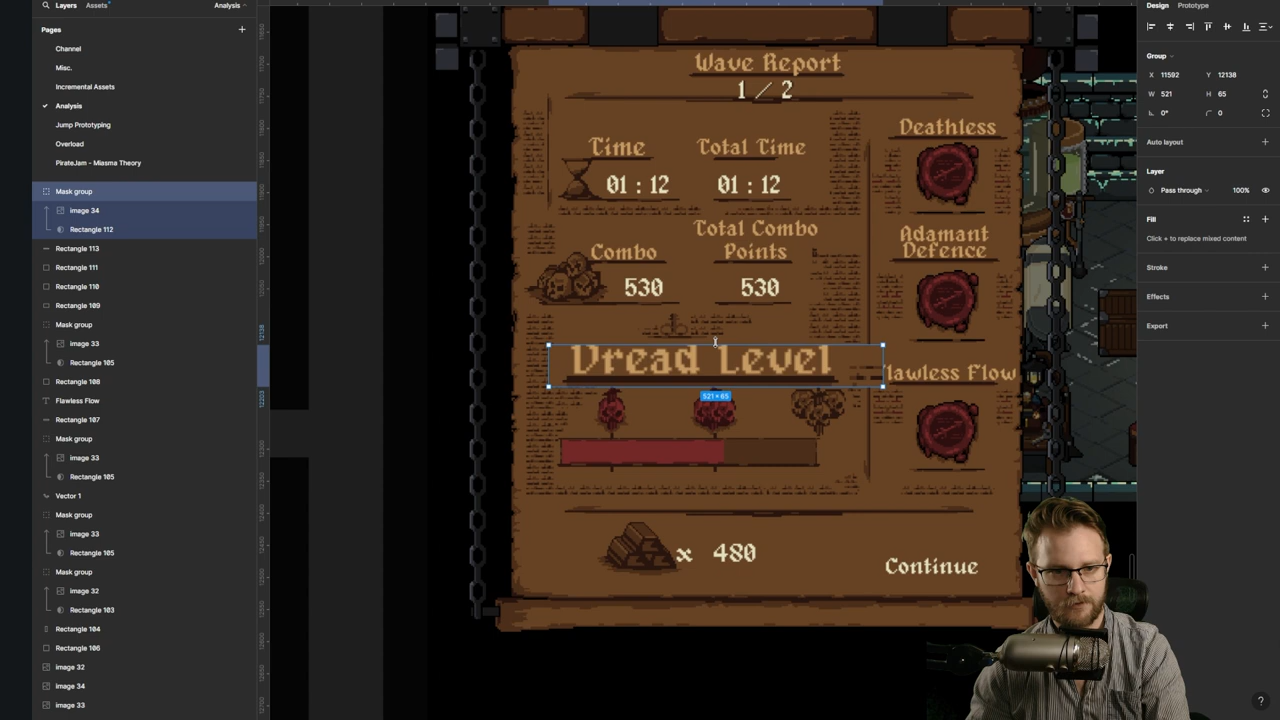 Layers
Assets
Analysis
Pages
Channel
Misc.
Incremental Assets
Analysis
Jump Prototyping
Overload
PirateJam - Miasma Theory
Mask group
image 34
Rectangle 112
Rectangle 113
Rectangle 111
Rectangle 110
Rectangle 109
Mask group
image 33
Rectangle 105
Rectangle 108
Flawless Flow
Rectangle 107
Mask group
image 33
Rectangle 105
Vector 1
Mask group
image 33
Rectangle 105
Mask group
image 32
Rectangle 103
Rectangle 104
Rectangle 106
image 32
image 34
image 33
12138
12203
Wave Report
1 / 2
Time
Total Time
01 : 12
01 : 12
Combo
Total Combo
Points
530
530
Dread Level
521 × 65
x 480
Continue
Deathless
Adamant
Defence
lawless Flow
Design
Prototype
Group
X 11592
Y 12138
W 521
H 65
0°
0
Auto layout
Layer
Pass through
100%
Fill
Click + to replace mixed content
Stroke
Effects
Export
?